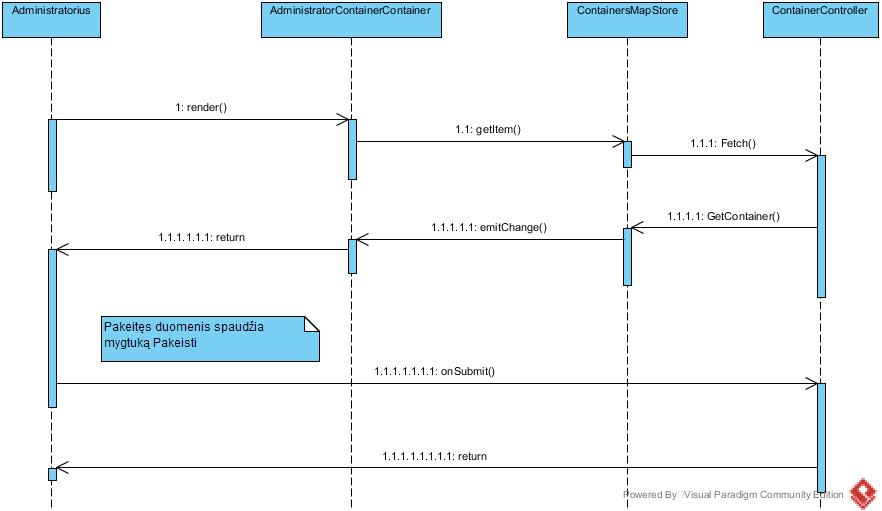 Administratorius
AdministratorContainerContainer
ContainersMapStore
ContainerController
1: render()
1.1: getItem()
1.1.1: Fetch()
1.1.1.1: GetContainer()
1.1.1.1.1: emitChange()
1.1.1.1.1.1: return
Pakeitęs duomenis spaudžia
mygtuką Pakeisti
1.1.1.1.1.1.1: onSubmit()
1.1.1.1.1.1.1.1: return
Powered By Visual Paradigm Community Edition